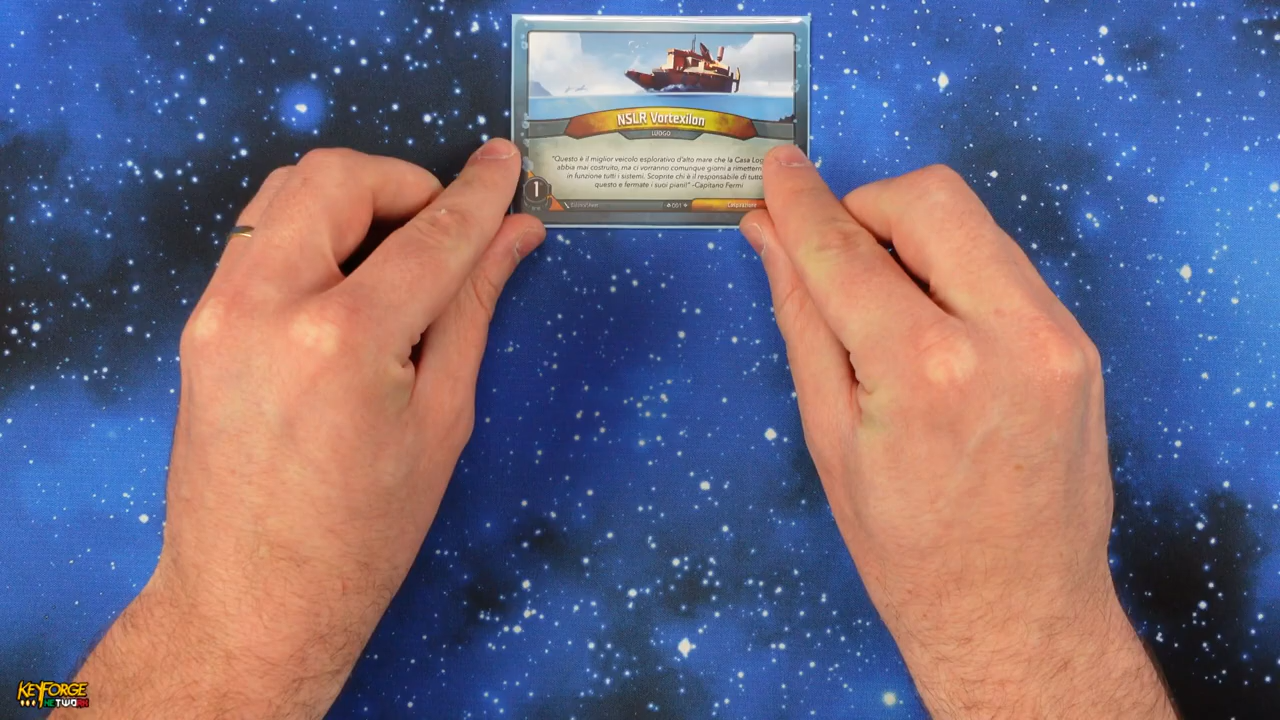 NSLR Vortexilon
LUOGO
"Questo è il miglior veicolo esplorativo d'alto mare che la Casa Log
abbia mai costruito, ma ci vorranno comunque giorni a rimetter
in funzione tutti i sistemi. Scoprite chi è il responsabile di tutto
questo e fermate i suoi piani!" -Capitano Fermi
1
001
KEYFORGE
NETWORK